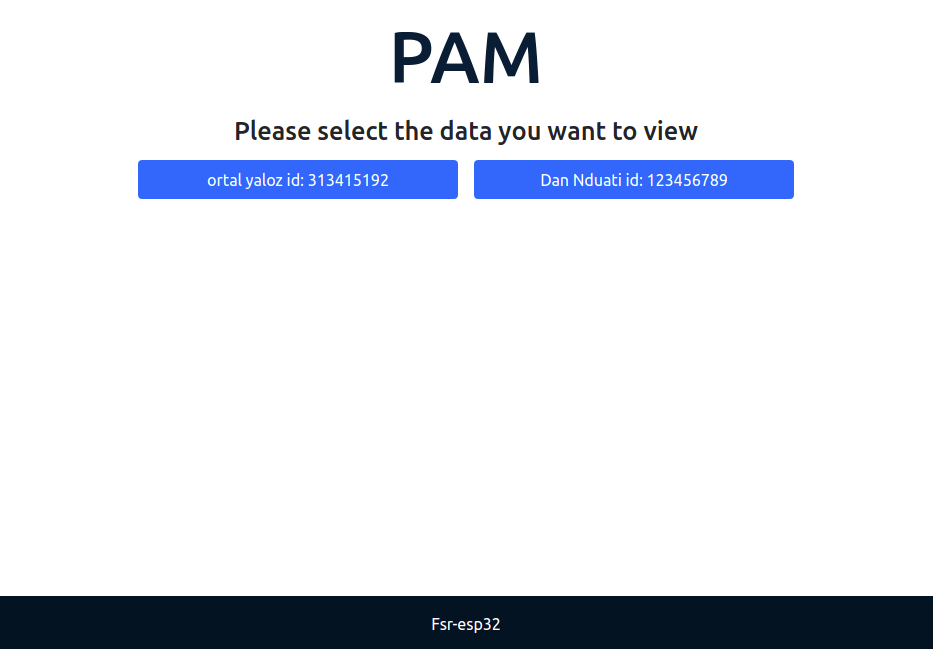 PAM
Please select the data you want to view
ortal yaloz id: 313415192
Dan Nduati id: 123456789
Fsr-esp32